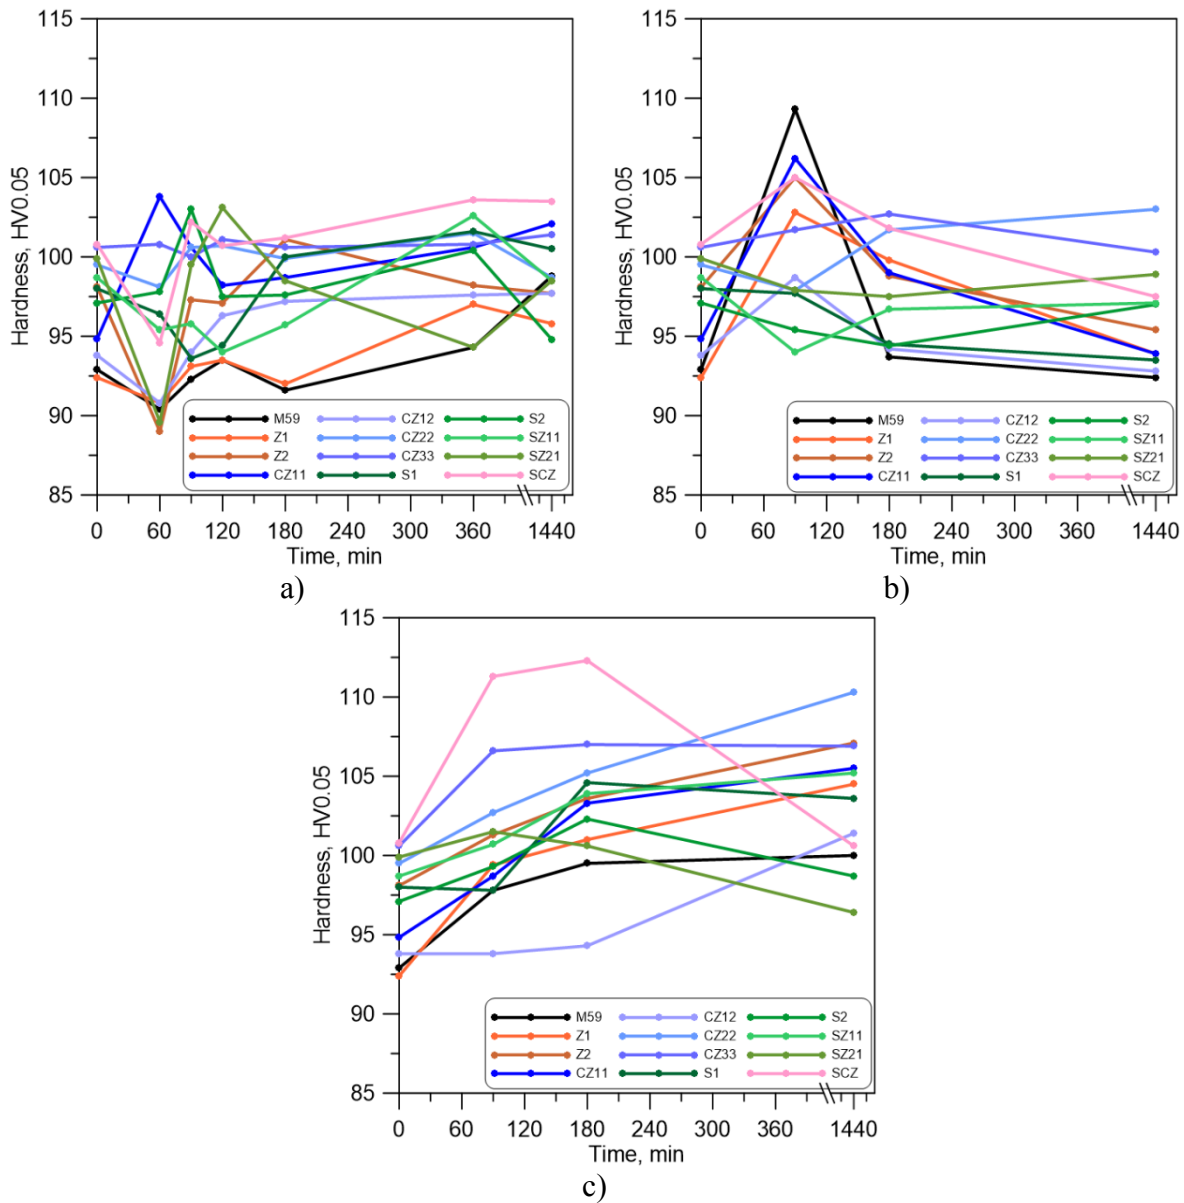 115
110
105
100
95
90
85
Hardness, HV0.05
0 60 120 180 240 300 360 1440
Time, min
M59 CZ12 S2
Z1 CZ22 SZ11
Z2 CZ33 SZ21
CZ11 S1 SCZ
a)
115
110
105
100
95
90
85
Hardness, HV0.05
0 60 120 180 240 300 360 1440
Time, min
M59 CZ12 S2
Z1 CZ22 SZ11
Z2 CZ33 SZ21
CZ11 S1 SCZ
b)
115
110
105
100
95
90
85
Hardness, HV0.05
0 60 120 180 240 300 360 1440
Time, min
M59 CZ12 S2
Z1 CZ22 SZ11
Z2 CZ33 SZ21
CZ11 S1 SCZ
c)